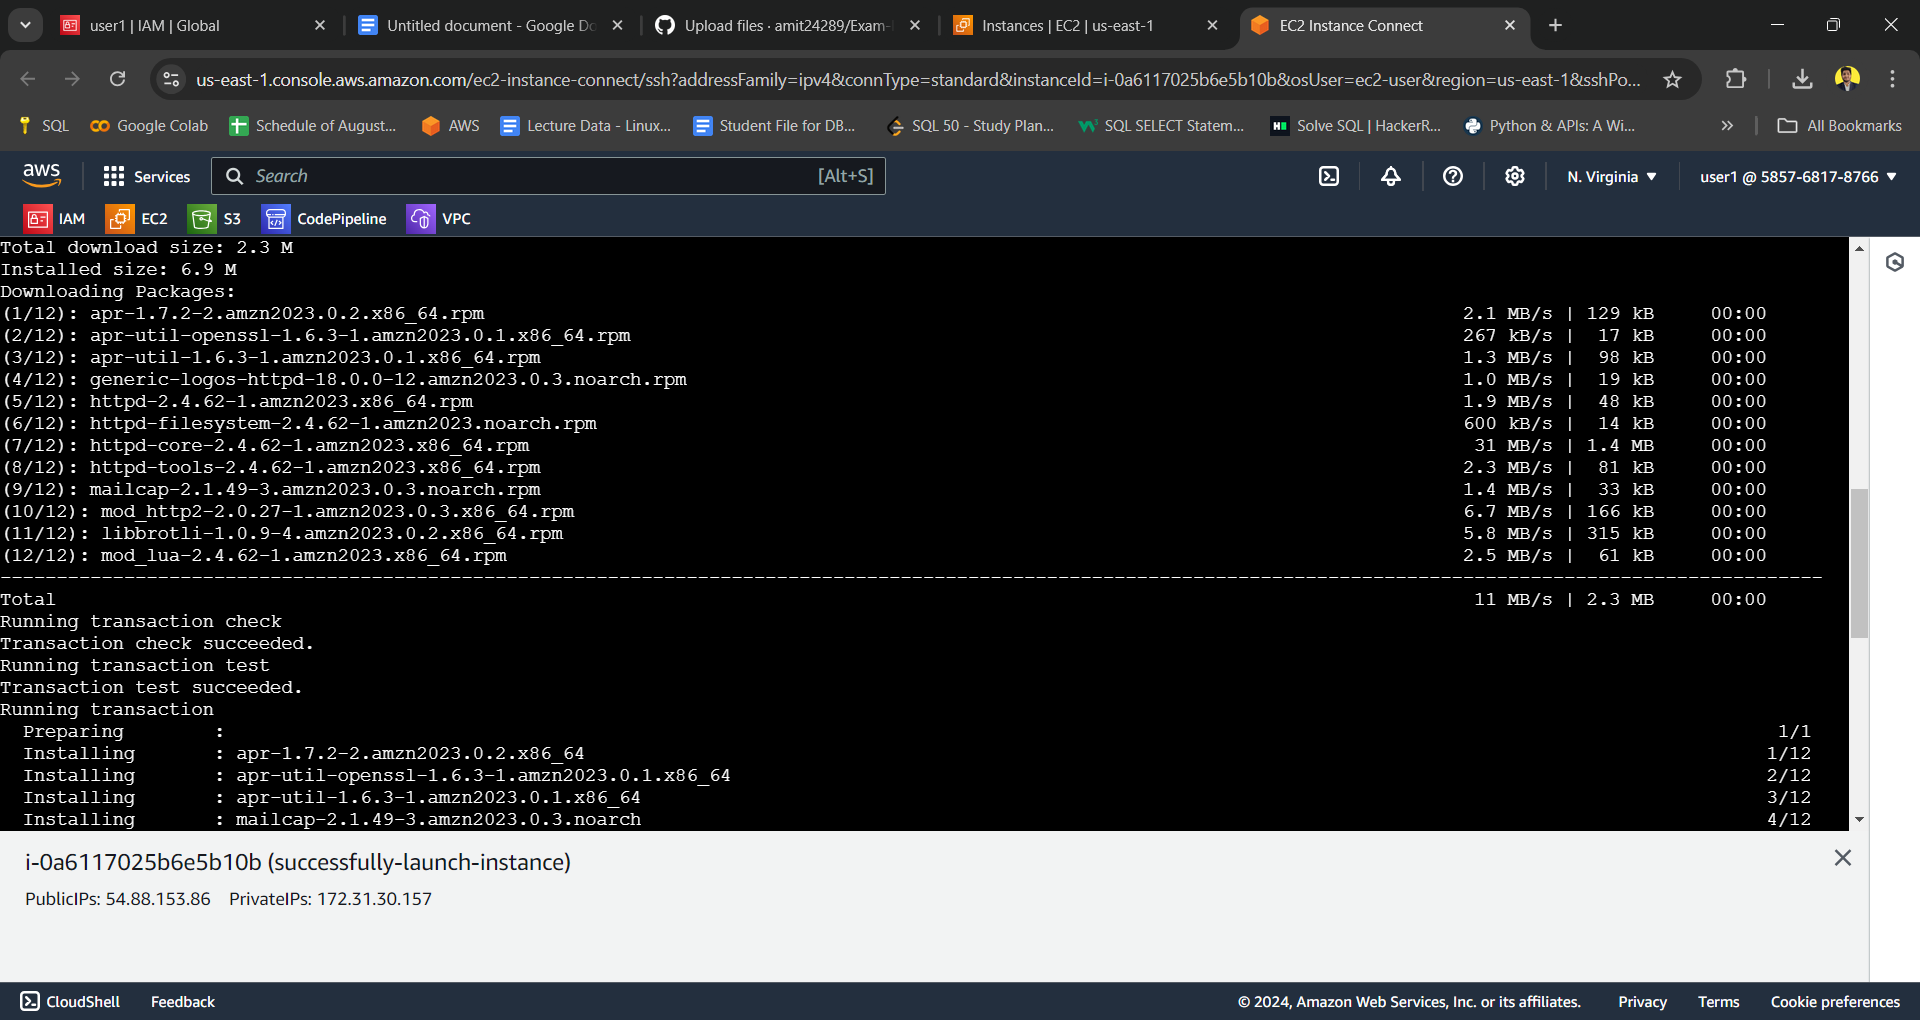 user1 | IAM | Global
Untitled document - Google Do
Upload files · amit24289/Exam-
Instances | EC2 | us-east-1
EC2 Instance Connect
us-east-1.console.aws.amazon.com/ec2-instance-connect/ssh?addressFamily=ipv4&connType=standard&instanceId=i-0a6117025b6e5b10b&osUser=ec2-user&region=us-east-1&sshPo...
SQL
Google Colab
Schedule of August...
AWS
Lecture Data - Linux...
Student File for DB...
SQL 50 - Study Plan...
SQL SELECT Statem...
Solve SQL | HackerR...
Python & APIs: A Wi...
All Bookmarks
aws
Services
Search
[Alt+S]
N. Virginia
user1 @ 5857-6817-8766
IAM
EC2
S3
CodePipeline
VPC
Total download size: 2.3 M
Installed size: 6.9 M
Downloading Packages:
(1/12): apr-1.7.2-2.amzn2023.0.2.x86_64.rpm 2.1 MB/s | 129 kB 00:00
(2/12): apr-util-openssl-1.6.3-1.amzn2023.0.1.x86_64.rpm 267 kB/s | 17 kB 00:00
(3/12): apr-util-1.6.3-1.amzn2023.0.1.x86_64.rpm 1.3 MB/s | 98 kB 00:00
(4/12): generic-logos-httpd-18.0.0-12.amzn2023.0.3.noarch.rpm 1.0 MB/s | 19 kB 00:00
(5/12): httpd-2.4.62-1.amzn2023.x86_64.rpm 1.9 MB/s | 48 kB 00:00
(6/12): httpd-filesystem-2.4.62-1.amzn2023.noarch.rpm 600 kB/s | 14 kB 00:00
(7/12): httpd-core-2.4.62-1.amzn2023.x86_64.rpm 31 MB/s | 1.4 MB 00:00
(8/12): httpd-tools-2.4.62-1.amzn2023.x86_64.rpm 2.3 MB/s | 81 kB 00:00
(9/12): mailcap-2.1.49-3.amzn2023.0.3.noarch.rpm 1.4 MB/s | 33 kB 00:00
(10/12): mod_http2-2.0.27-1.amzn2023.0.3.x86_64.rpm 6.7 MB/s | 166 kB 00:00
(11/12): libbrotli-1.0.9-4.amzn2023.0.2.x86_64.rpm 5.8 MB/s | 315 kB 00:00
(12/12): mod_lua-2.4.62-1.amzn2023.x86_64.rpm 2.5 MB/s | 61 kB 00:00
Total 11 MB/s | 2.3 MB 00:00
Running transaction check
Transaction check succeeded.
Running transaction test
Transaction test succeeded.
Running transaction
Preparing : 1/1
Installing : apr-1.7.2-2.amzn2023.0.2.x86_64 1/12
Installing : apr-util-openssl-1.6.3-1.amzn2023.0.1.x86_64 2/12
Installing : apr-util-1.6.3-1.amzn2023.0.1.x86_64 3/12
Installing : mailcap-2.1.49-3.amzn2023.0.3.noarch 4/12
i-0a6117025b6e5b10b (successfully-launch-instance)
PublicIPs: 54.88.153.86 PrivateIPs: 172.31.30.157
CloudShell
Feedback
© 2024, Amazon Web Services, Inc. or its affiliates.
Privacy
Terms
Cookie preferences